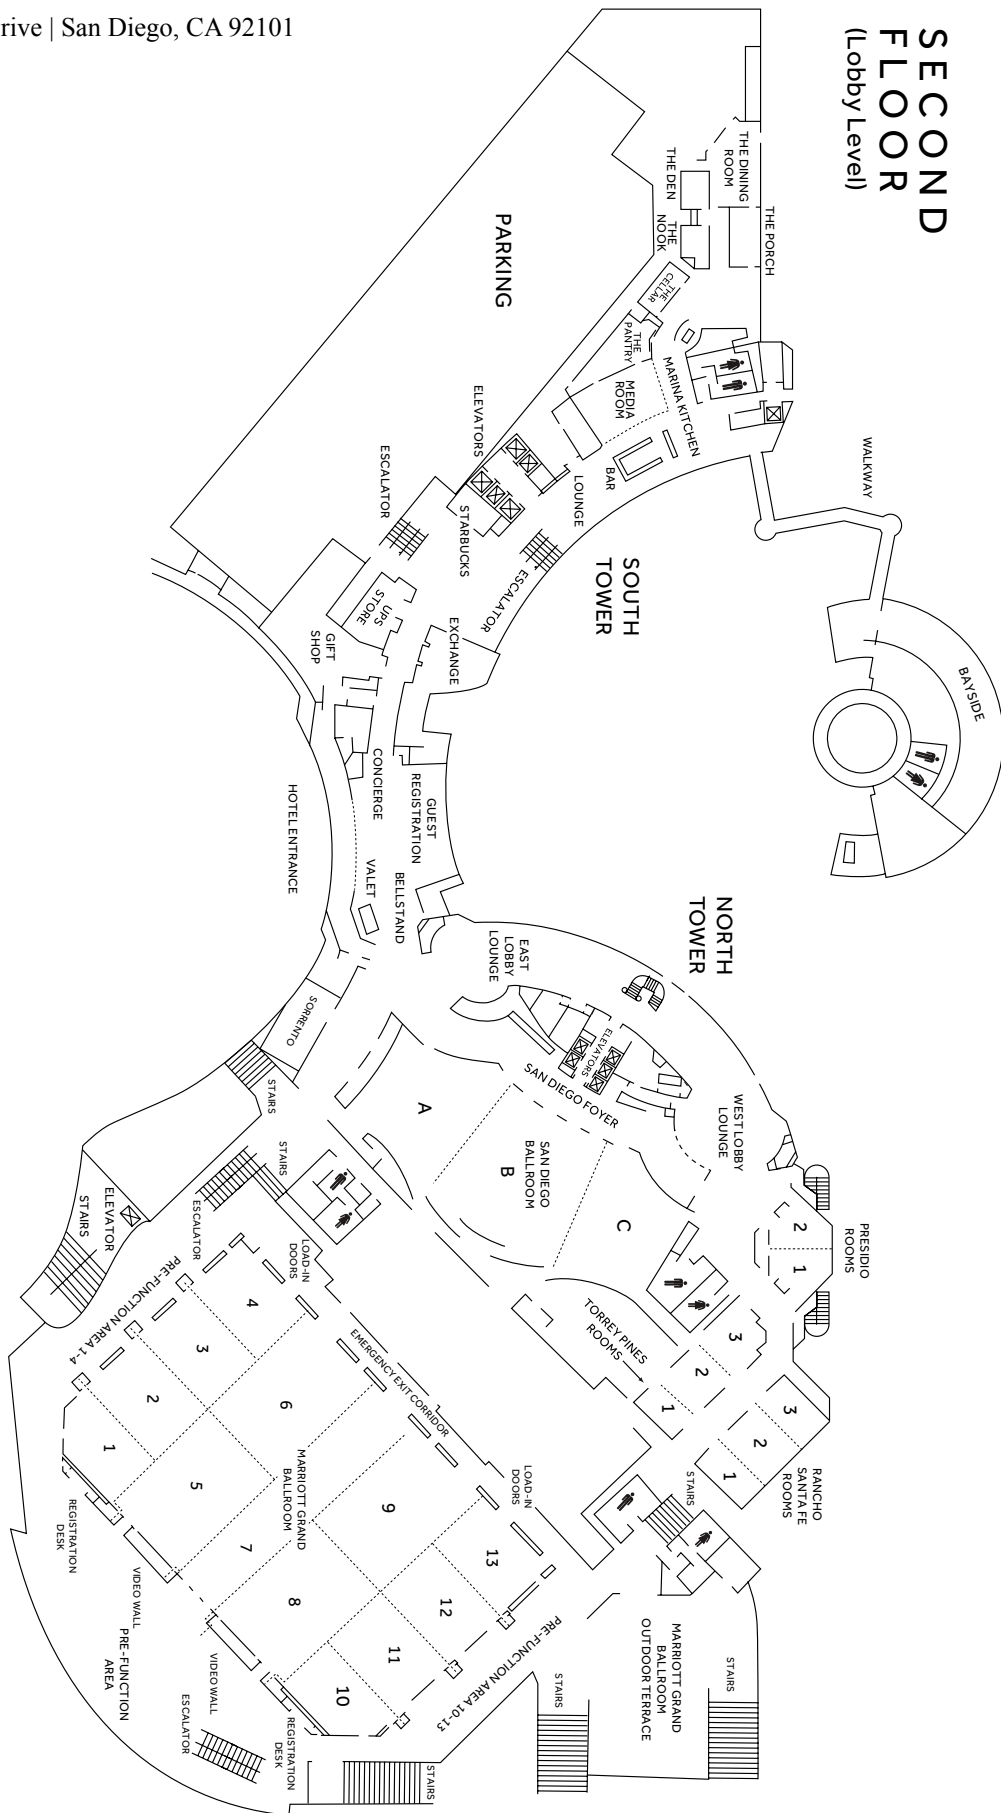 rive | San Diego, CA 92101
SECOND
FLOOR
(Lobby Level)
THE DINING
ROOM
THE DEN
THE
NOOK
THE PORCH
THE
CELLAR
THE
PANTRY
MARINA KITCHEN
MEDIA
ROOM
BAR
LOUNGE
PARKING
ELEVATORS
ESCALATOR
STARBUCKS
ESCALATOR
SOUTH
TOWER
WALKWAY
BAYSIDE
UPS
STORE
GIFT
SHOP
EXCHANGE
CONCIERGE
GUEST
REGISTRATION
HOTEL ENTRANCE
VALET
BELLSTAND
NORTH
TOWER
EAST
LOBBY
LOUNGE
SORRENTO
STAIRS
ELEVATORS
SAN DIEGO FOYER
WEST LOBBY
LOUNGE
A
SAN DIEGO
BALLROOM
B
C
PRESIDIO
ROOMS
2
1
STAIRS
ESCALATOR
ELEVATOR
STAIRS
LOAD-IN
DOORS
PRE-FUNCTION AREA 1-4
EMERGENCY EXIT CORRIDOR
TORREY PINES
ROOMS
3
2
1
RANCHO
SANTA FE
ROOMS
3
2
1
STAIRS
LOAD-IN
DOORS
MARRIOTT GRAND
BALLROOM
4
3
2
1
6
5
7
9
8
13
12
11
10
REGISTRATION
DESK
VIDEO WALL
PRE-FUNCTION
AREA
VIDEO WALL
ESCALATOR
REGISTRATION
DESK
PRE-FUNCTION AREA 10-13
MARRIOTT GRAND
BALLROOM
OUTDOOR TERRACE
STAIRS
STAIRS
STAIRS